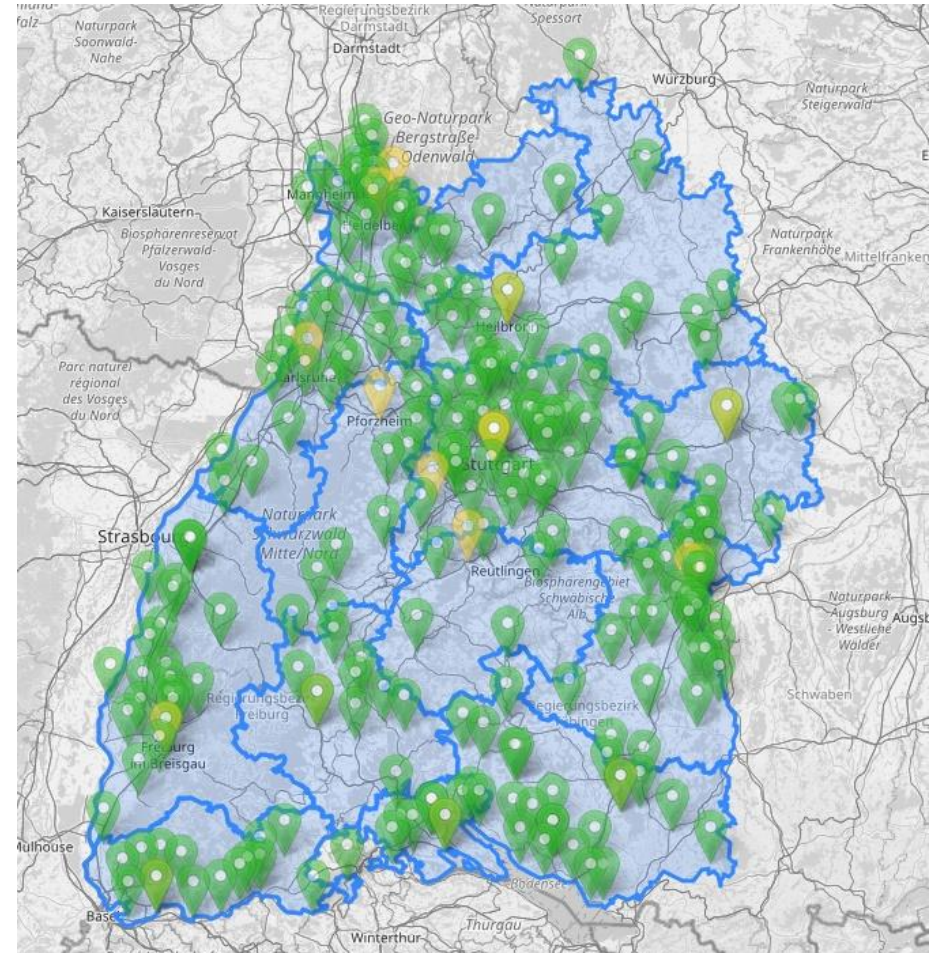 Regierungsbezirk
Darmstadt
Darmstadt
Naturpark
Soonwald-
Nahe
Spessart
Würzburg
Naturpark
Steigerwald
Geo-Naturpark
Bergstraße-
Odenwald
Mannheim
Heidelberg
Kaiserslautern
Biosphärenreservat
Pfälzerwald-
Vosges
du Nord
Naturpark
Frankenhöhe
Mittelfranken
Heilbronn
Parc naturel
régional
des Vosges
du Nord
Karlsruhe
Pforzheim
Stuttgart
Strasbou
Naturpark
Schwarzwald
Mitte/Nord
Reutlingen
Biosphärengebiet
Schwäbische
Alb
Naturpark
Augsburg
- Westliche
Wälder
Augsb
Schwaben
Regierungsbezirk
Freiburg
Regierungsbezirk
Tübingen
Freiburg
im Breisgau
Mulhouse
Basel
Bodensee
Winterthur
Thurgau